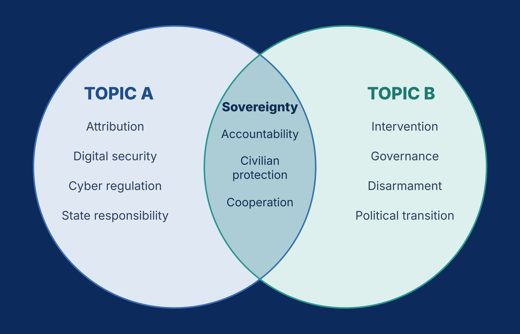 TOPIC A
Attribution
Digital security
Cyber regulation
State responsibility
Sovereignty
Accountability
Civilian
protection
Cooperation
TOPIC B
Intervention
Governance
Disarmament
Political transition